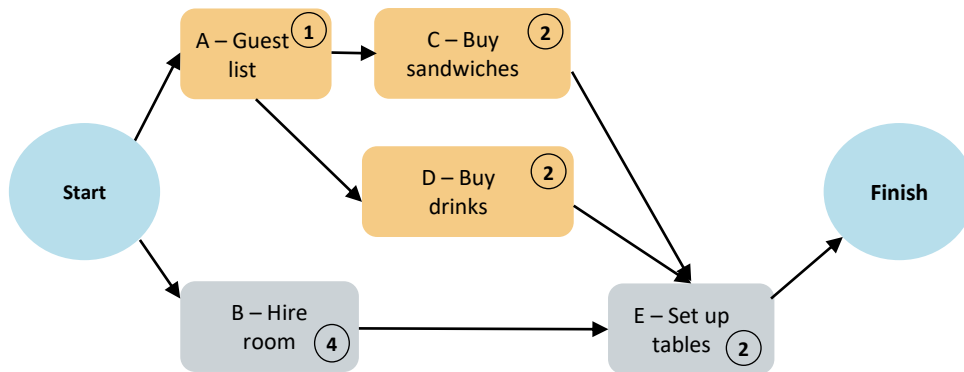 A – Guest
list
1
C – Buy
sandwiches
2
Start
D – Buy
drinks
2
Finish
B – Hire
room
4
E – Set up
tables
2